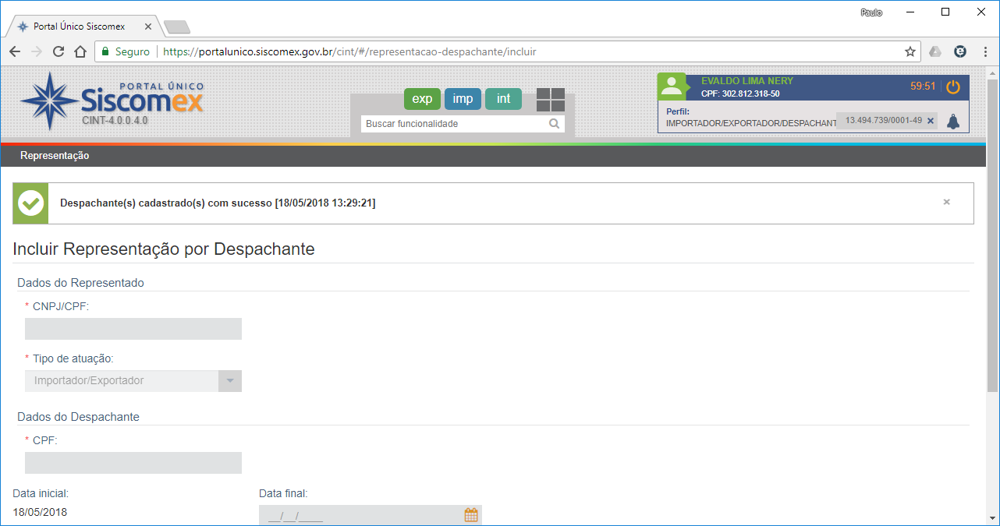 Paulo
Portal Único Siscomex
Seguro https://portalunico.siscomex.gov.br/cint/#/representacao-despachante/incluir
PORTAL ÚNICO
Siscomex
CINT-4.0.0.4.0
exp imp int
Buscar funcionalidade
EVALDO LIMA NERY
CPF: 302.812.318-50
59:51
Perfil:
IMPORTADOR/EXPORTADOR/DESPACHANT
13.494.739/0001-49 ×
Representação
Despachante(s) cadastrado(s) com sucesso [18/05/2018 13:29:21]
×
Incluir Representação por Despachante
Dados do Representado
* CNPJ/CPF:
* Tipo de atuação:
Importador/Exportador
Dados do Despachante
* CPF:
Data inicial: Data final:
18/05/2018 __/__/____